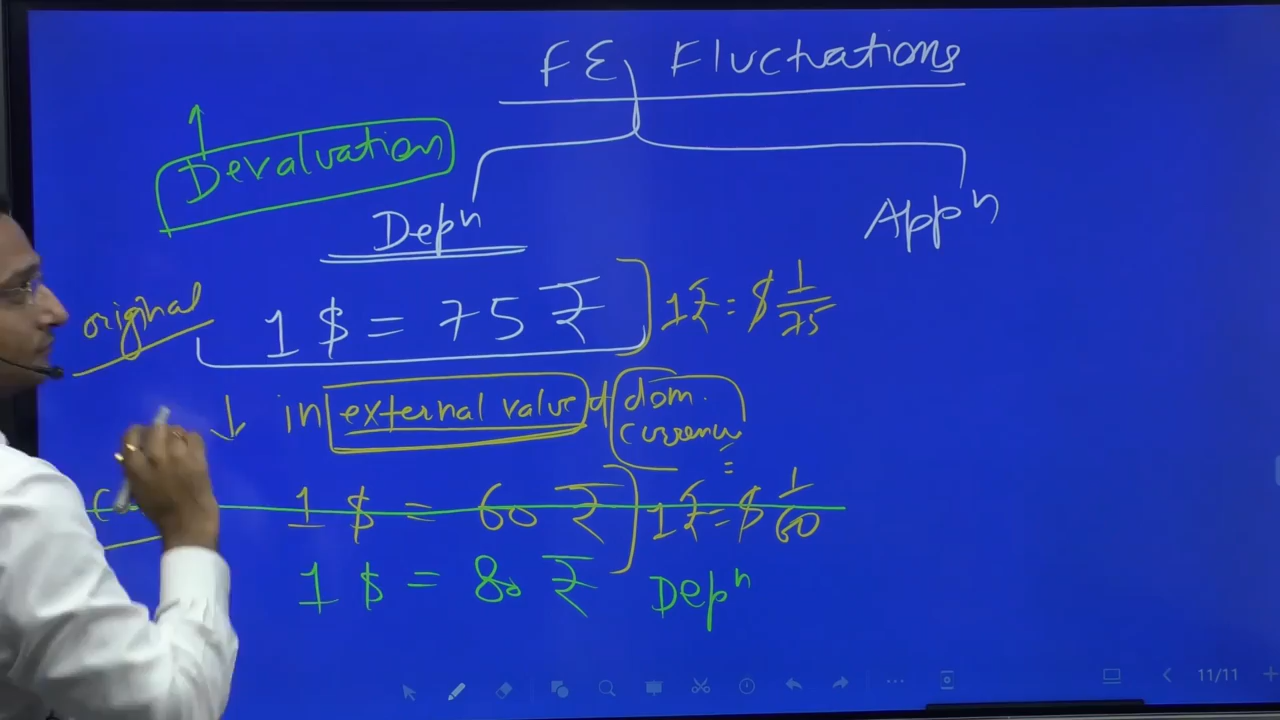 FE Fluctuations
Devaluation
Depⁿ
Appⁿ
original
1 $ = 75 ₹
1₹ = $ 1/75
↓ in external value of dom. currency
1 $ = 60 ₹
1₹ = $ 1/60
1 $ = 80 ₹
Depⁿ
11/11